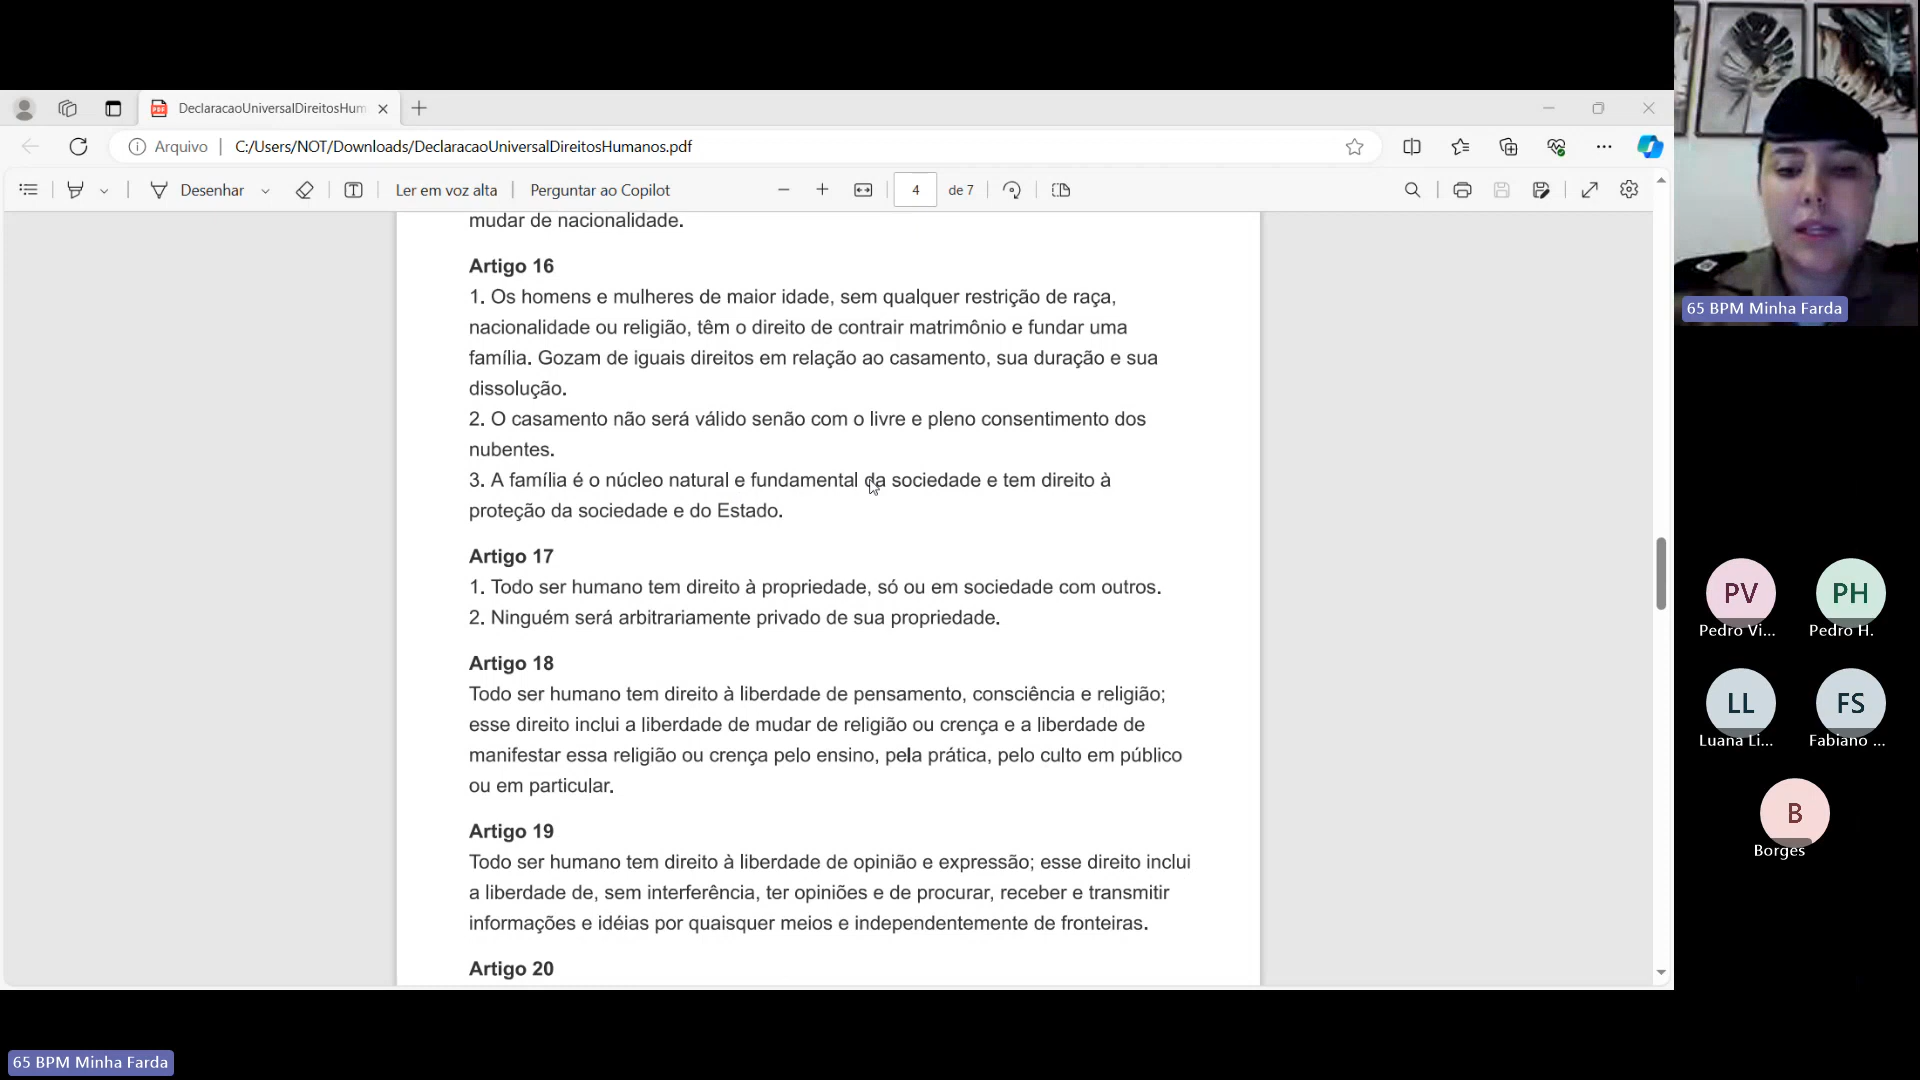 DeclaracaoUniversalDireitosHum
Arquivo | C:/Users/NOT/Downloads/DeclaracaoUniversalDireitosHumanos.pdf
Desenhar
Ler em voz alta
Perguntar ao Copilot
4 de 7
mudar de nacionalidade.
Artigo 16
1. Os homens e mulheres de maior idade, sem qualquer restrição de raça,
nacionalidade ou religião, têm o direito de contrair matrimônio e fundar uma
família. Gozam de iguais direitos em relação ao casamento, sua duração e sua
dissolução.
2. O casamento não será válido senão com o livre e pleno consentimento dos
nubentes.
3. A família é o núcleo natural e fundamental da sociedade e tem direito à
proteção da sociedade e do Estado.
Artigo 17
1. Todo ser humano tem direito à propriedade, só ou em sociedade com outros.
2. Ninguém será arbitrariamente privado de sua propriedade.
Artigo 18
Todo ser humano tem direito à liberdade de pensamento, consciência e religião;
esse direito inclui a liberdade de mudar de religião ou crença e a liberdade de
manifestar essa religião ou crença pelo ensino, pela prática, pelo culto em público
ou em particular.
Artigo 19
Todo ser humano tem direito à liberdade de opinião e expressão; esse direito inclui
a liberdade de, sem interferência, ter opiniões e de procurar, receber e transmitir
informações e idéias por quaisquer meios e independentemente de fronteiras.
Artigo 20
65 BPM Minha Farda
PV
Pedro Vi...
PH
Pedro H.
LL
Luana Li...
FS
Fabiano ...
B
Borges
65 BPM Minha Farda